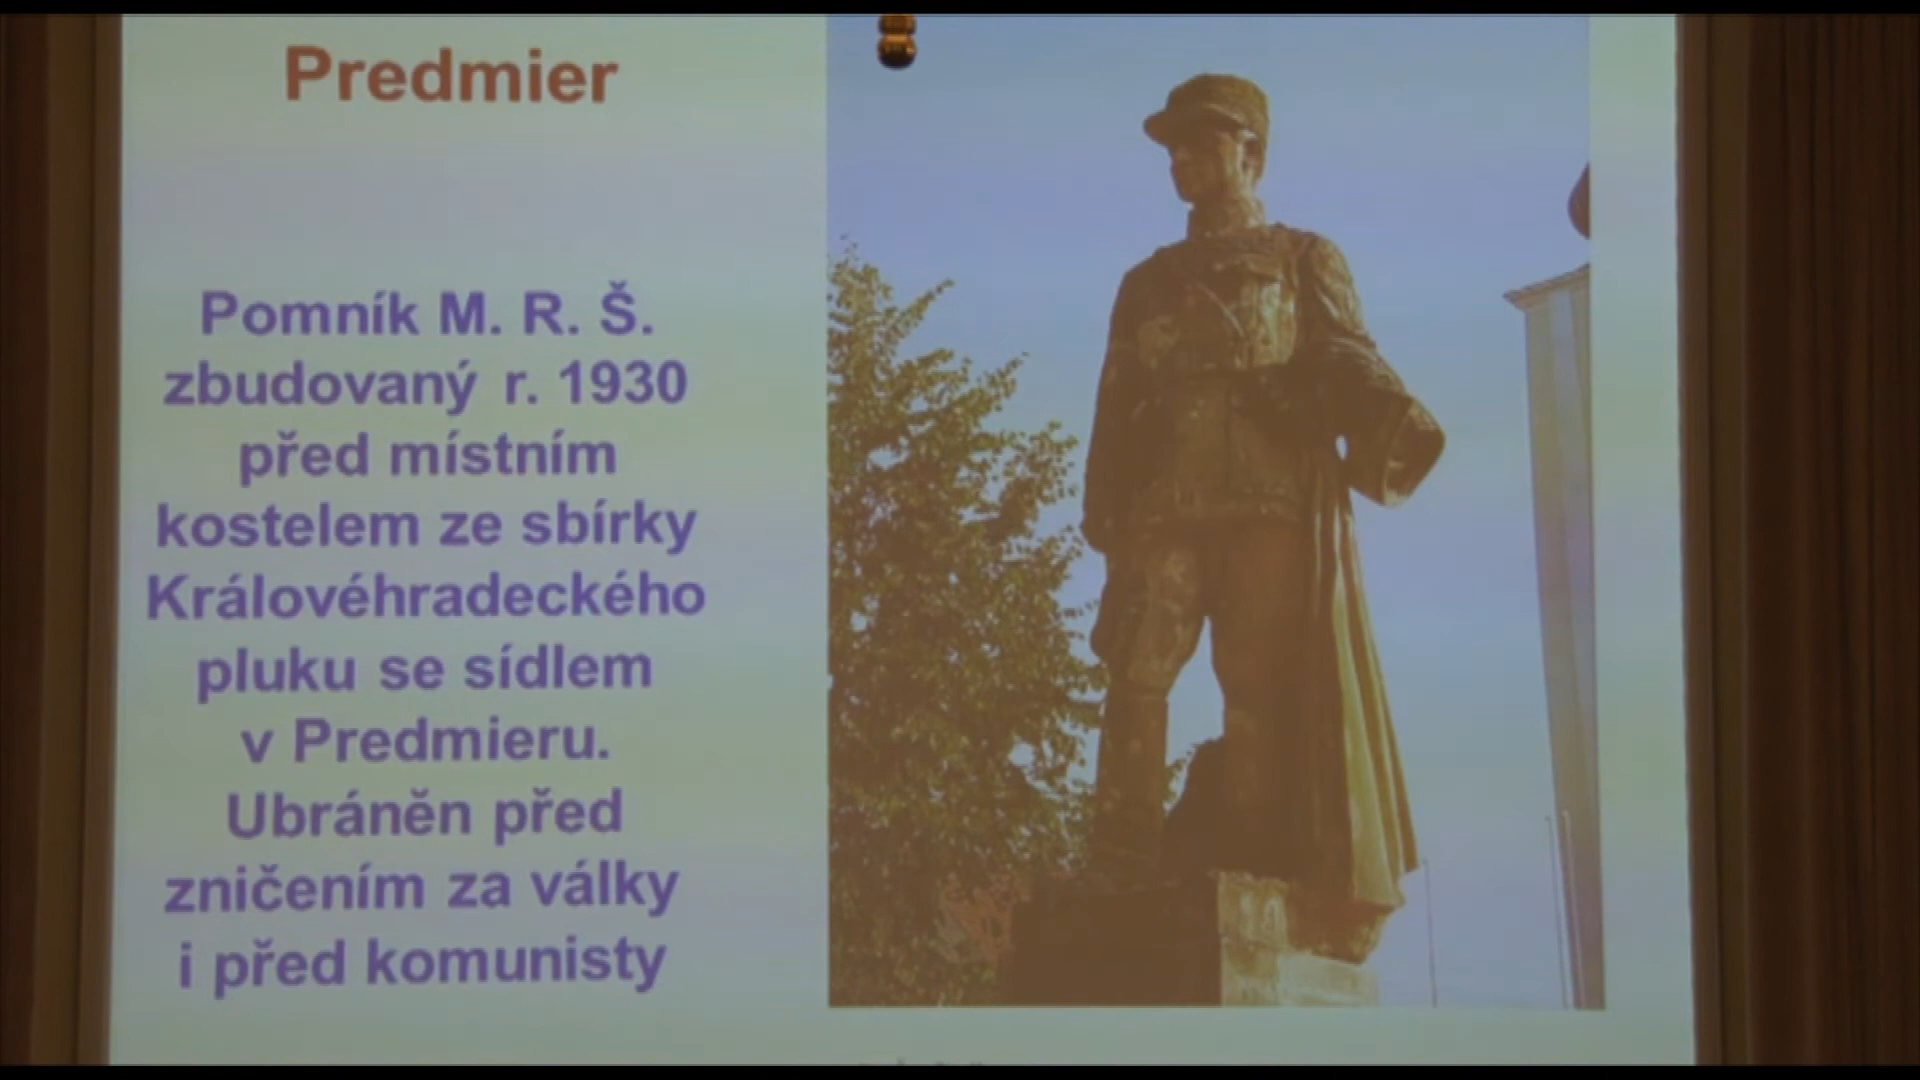 Predmier
Pomník M. R. Š.
zbudovaný r. 1930
před místním
kostelem ze sbírky
Královéhradeckého
pluku se sídlem
v Predmieru.
Ubráněn před
zničením za války
i před komunisty